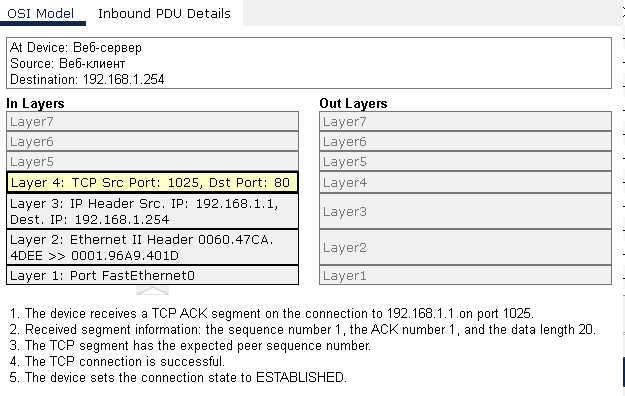 OSI Model Inbound PDU Details
At Device: Веб-сервер
Source: Веб-клиент
Destination: 192.168.1.254
In Layers Out Layers
Layer7 Layer7
Layer6 Layer6
Layer5 Layer5
Layer 4: TCP Src Port: 1025, Dst Port: 80 Layer4
Layer 3: IP Header Src. IP: 192.168.1.1,
Dest. IP: 192.168.1.254 Layer3
Layer 2: Ethernet II Header 0060.47CA.
4DEE >> 0001.96A9.401D Layer2
Layer 1: Port FastEthernet0 Layer1
1. The device receives a TCP ACK segment on the connection to 192.168.1.1 on port 1025.
2. Received segment information: the sequence number 1, the ACK number 1, and the data length 20.
3. The TCP segment has the expected peer sequence number.
4. The TCP connection is successful.
5. The device sets the connection state to ESTABLISHED.